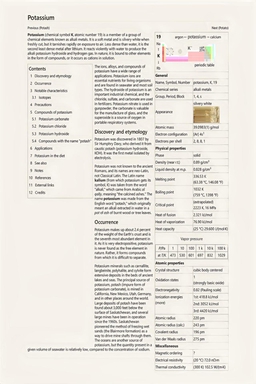 Potassium
Previous (Potash)
Next (Potato)
Potassium (chemical symbol K, atomic number 19) is a member of a group of
chemical elements known as alkali metals. It is a soft metal and is silvery white when
freshly cut but it tarnishes rapidly on exposure to air. Less dense than water, it is the
second least dense metal after lithium. It reacts violently with water to produce the
alkali potassium hydroxide and hydrogen gas. In nature, it is bound to other elements
in the form of compounds, as it occurs as cations in solution.
Contents
1 Discovery and etymology
2 Occurrence
3 Notable characteristics
3.1 Isotopes
4 Precautions
5 Compounds of potassium
5.1 Potassium carbonate
5.2 Potassium chloride
5.3 Potassium hydroxide
5.4 Compounds with the name "potash"
6 Applications
7 Potassium in the diet
8 See also
9 Notes
10 References
11 External links
12 Credits
The ionic, alloys, and compounds of
potassium have a wide range of
applications. Potassium ions are
essential nutrients for living organisms
and are found in seawater and most soil
types. The hydroxide of potassium is an
important industrial chemical, and the
chloride, sulfate, and carbonate are used
in fertilizers. Potassium nitrate is used in
gunpowder, the carbonate is valuable
for the manufacture of glass, and the
superoxide is a source of oxygen in
portable respiratory systems.
Discovery and etymology
Potassium was discovered in 1807 by
Sir Humphry Davy, who derived it from
caustic potash (potassium hydroxide,
KOH). It was the first metal isolated by
electrolysis.
Potassium was not known to the ancient
Romans, and its names are neo-Latin,
not Classical Latin. The Latin name
Kalium (from which potassium gets its
symbol, K) was taken from the word
"alkali," which came from Arabic al
qalīy, meaning "the calcined ashes." The
name potassium was made from the
English word "potash," which originally
meant an alkali extracted in water in a
pot of ash of burnt wood or tree leaves.
Occurrence
Potassium makes up about 2.4 percent
of the weight of the Earth's crust and is
the seventh most abundant element in
it. As it is very electropositive, potassium
is never found as the free element in
nature. Rather, it forms compounds
from which it is difficult to separate.
Potassium minerals such as carnallite,
langbeinite, polyhalite, and sylvite form
extensive deposits in the beds of ancient
lakes and seas. The principal source of
potassium, potash (impure form of
potassium carbonate), is mined in
California, New Mexico, Utah, Germany,
and in other places around the world.
Large deposits of potash have been
found about 3,000 feet below the
surface of Saskatchewan, and several
large mines have been in operation
since the 1960s. Saskatchewan
pioneered the method of freezing wet
sands (the Blairmore formation) as a
way to drive mine shafts through them.
The oceans are another source of
potassium, but the quantity present in a
given volume of seawater is relatively low, compared to the concentration of sodium.
19
argon ← potassium → calcium
periodic table
General
Name, Symbol, Number potassium, K, 19
Chemical series alkali metals
Group, Period, Block 1, 4, s
Appearance
silvery white
Atomic mass 39.0983(1) g/mol
Electron configuration [Ar] 4s¹
Electrons per shell 2, 8, 8, 1
Physical properties
Phase solid
Density (near r.t.) 0.89 g/cm³
Liquid density at m.p. 0.828 g/cm³
Melting point 336.53 K
(63.38 °C, 146.08 °F)
Boiling point 1032 K
(759 °C, 1398 °F)
Critical point (extrapolated)
2223 K, 16 MPa
Heat of fusion 2.33 kJ/mol
Heat of vaporization 76.90 kJ/mol
Heat capacity (25 °C) 29.600 J/(mol·K)
Vapor pressure
P/Pa 1 10 100 1 k 10 k 100 k
at T/K 473 530 601 697 832 1029
Atomic properties
Crystal structure cubic body centered
Oxidation states 1
(strongly basic oxide)
Electronegativity 0.82 (Pauling scale)
Ionization energies
(more)
1st: 418.8 kJ/mol
2nd: 3052 kJ/mol
3rd: 4420 kJ/mol
Atomic radius 220 pm
Atomic radius (calc.) 243 pm
Covalent radius 196 pm
Van der Waals radius 275 pm
Miscellaneous
Magnetic ordering ?
Electrical resistivity (20 °C) 72.0 nΩ·m
Thermal conductivity (300 K) 102.5 W/(m·K)